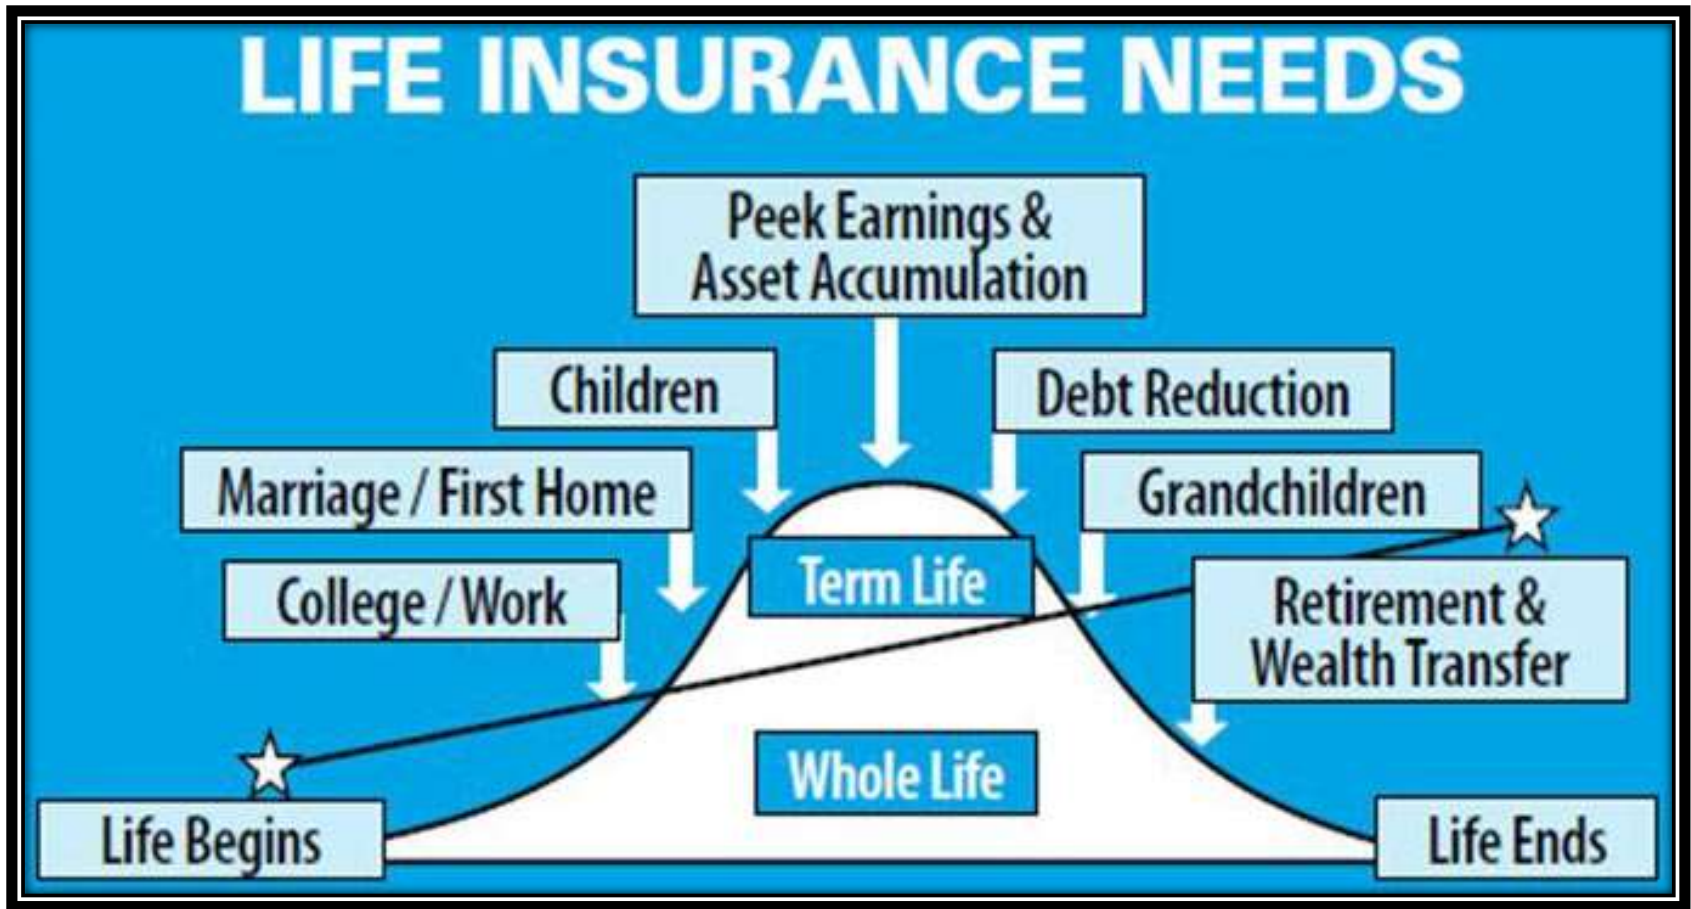 LIFE INSURANCE NEEDS
Peek Earnings &
Asset Accumulation
Children
Debt Reduction
Marriage / First Home
Grandchildren
College / Work
Term Life
Retirement &
Wealth Transfer
Whole Life
Life Begins
Life Ends